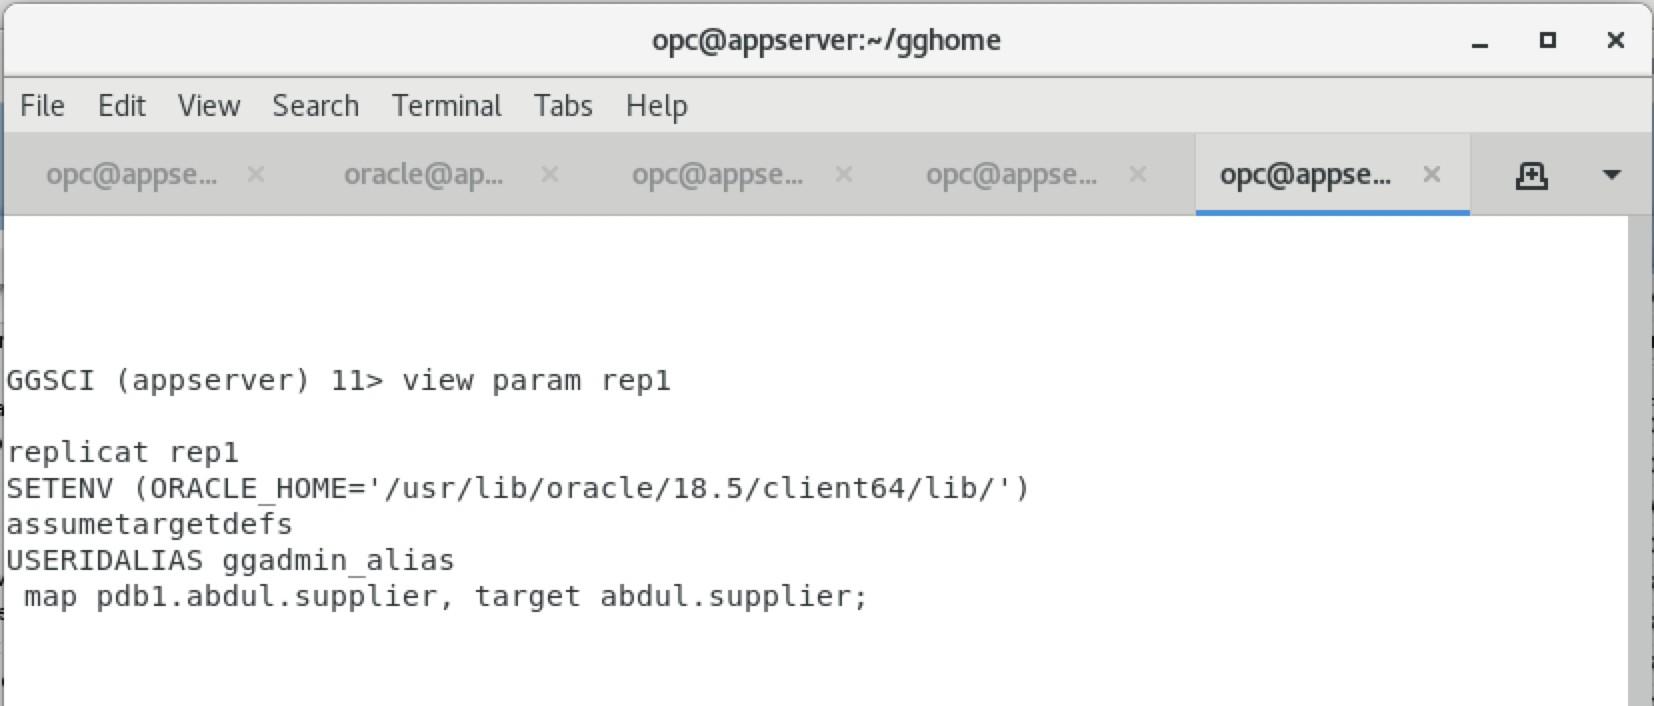 opc@appserver:~/gghome
File Edit View Search Terminal Tabs Help
opc@appse... oracle@ap... opc@appse... opc@appse... opc@appse...
GGSCI (appserver) 11> view param rep1
replicat rep1
SETENV (ORACLE_HOME='/usr/lib/oracle/18.5/client64/lib/')
assumetargetdefs
USERIDALIAS ggadmin_alias
map pdb1.abdul.supplier, target abdul.supplier;